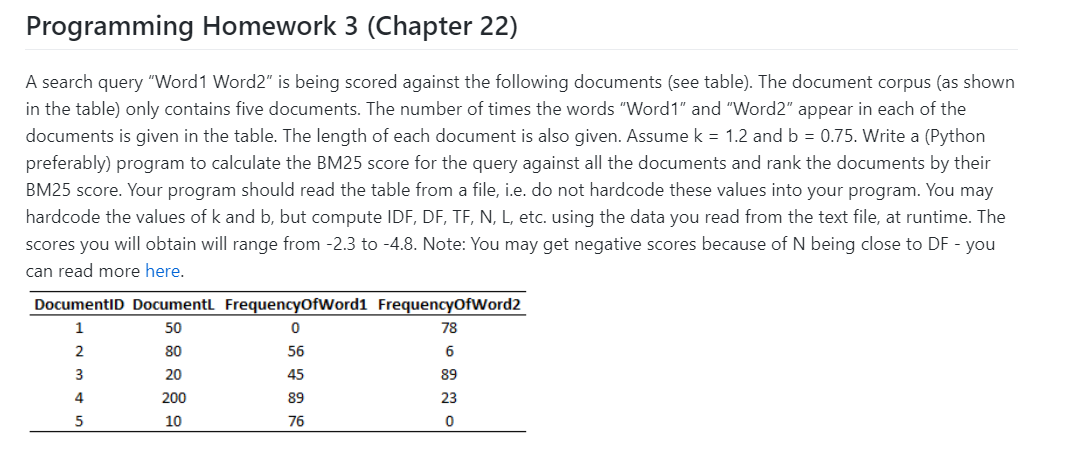 Programming Homework 3 (Chapter 22)
A search query "Word1 Word2" is being scored against the following documents (see table). The document corpus (as shown
in the table) only contains five documents. The number of times the words "Word1" and "Word2" appear in each of the
documents is given in the table. The length of each document is also given. Assume k = 1.2 and b = 0.75. Write a (Python
preferably) program to calculate the BM25 score for the query against all the documents and rank the documents by their
BM25 score. Your program should read the table from a file, i.e. do not hardcode these values into your program. You may
hardcode the values of k and b, but compute IDF, DF, TF, N, L, etc. using the data you read from the text file, at runtime. The
scores you will obtain will range from -2.3 to -4.8. Note: You may get negative scores because of N being close to DF - you
can read more here.
DocumentID DocumentL FrequencyOfWord1 FrequencyOfWord2
1 50 0 78
2 80 56 6
3 20 45 89
4 200 89 23
5 10 76 0